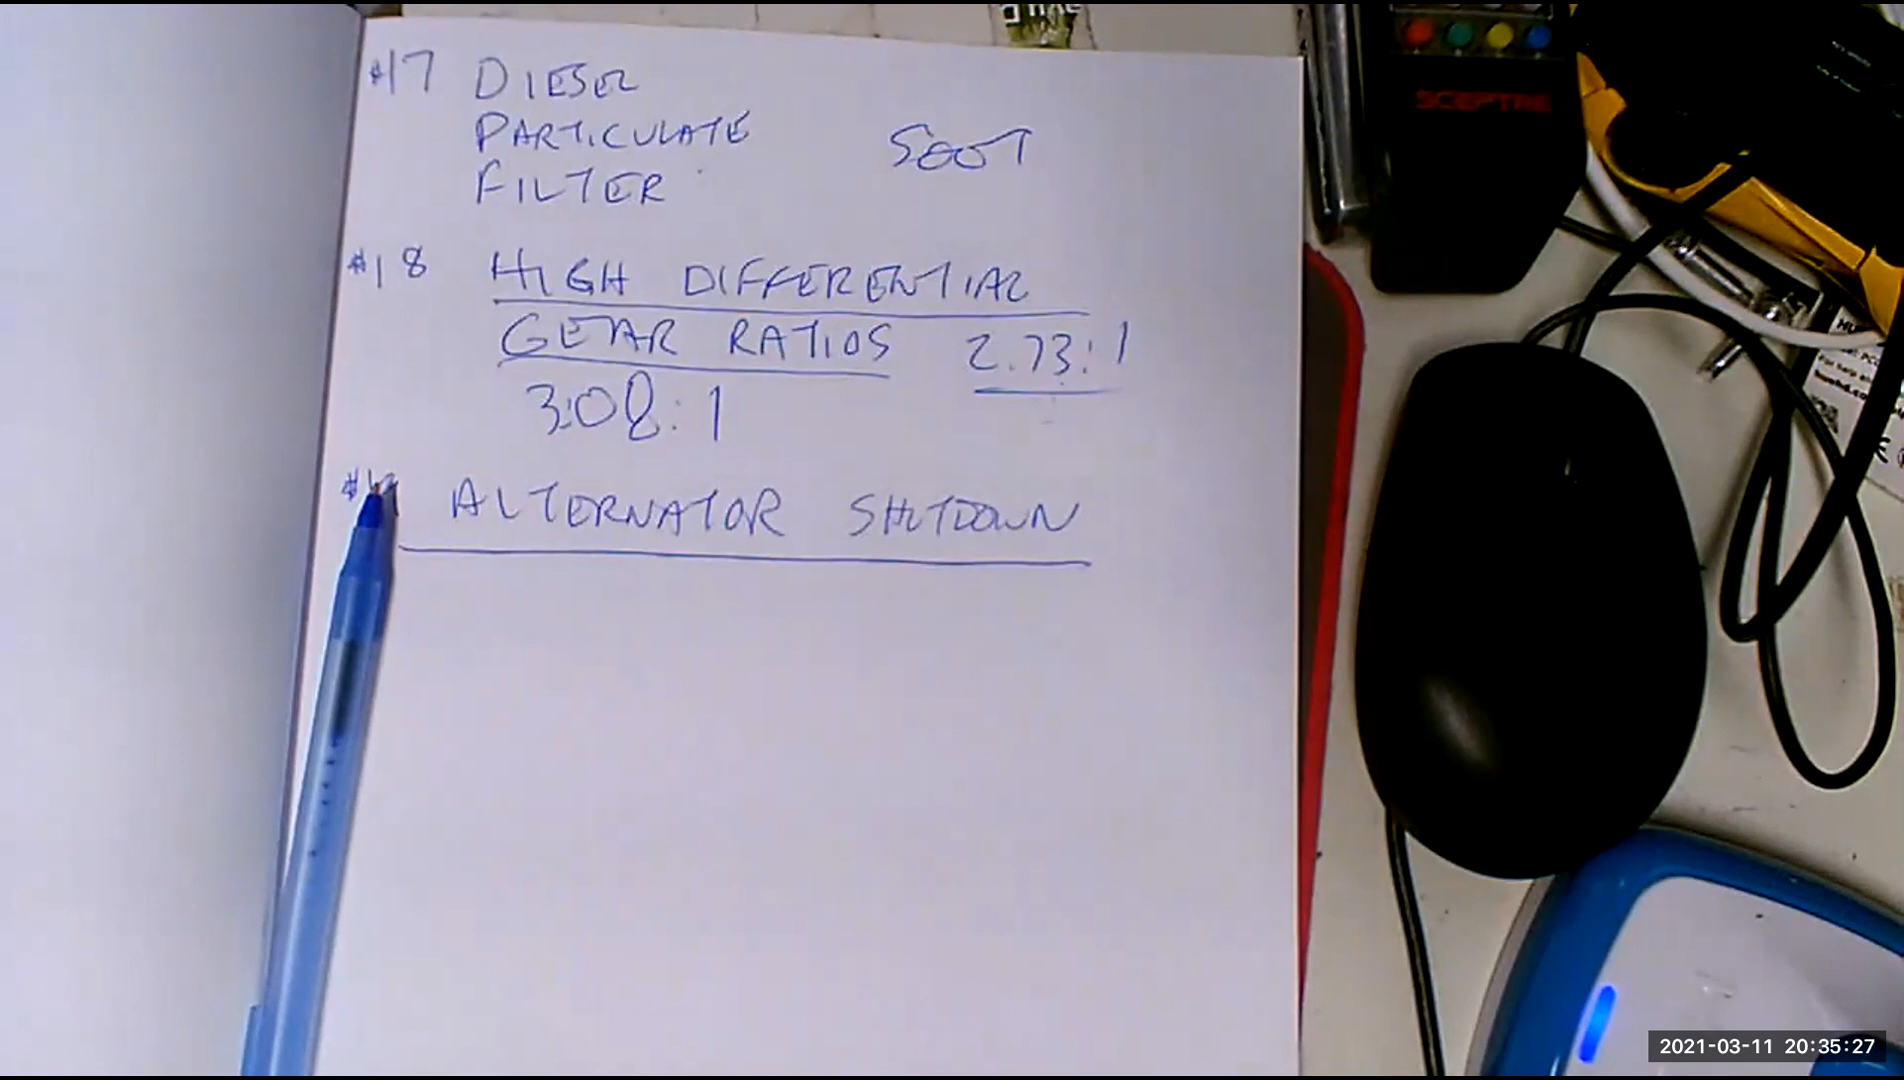 #17 DIESEL
PARTICULATE
FILTER
SOOT
#18 HIGH DIFFERENTIAL
GEAR RATIOS 2.73:1
3:08:1
ALTERNATOR SHUTDOWN
SCEPTRE
2021-03-11 20:35:27